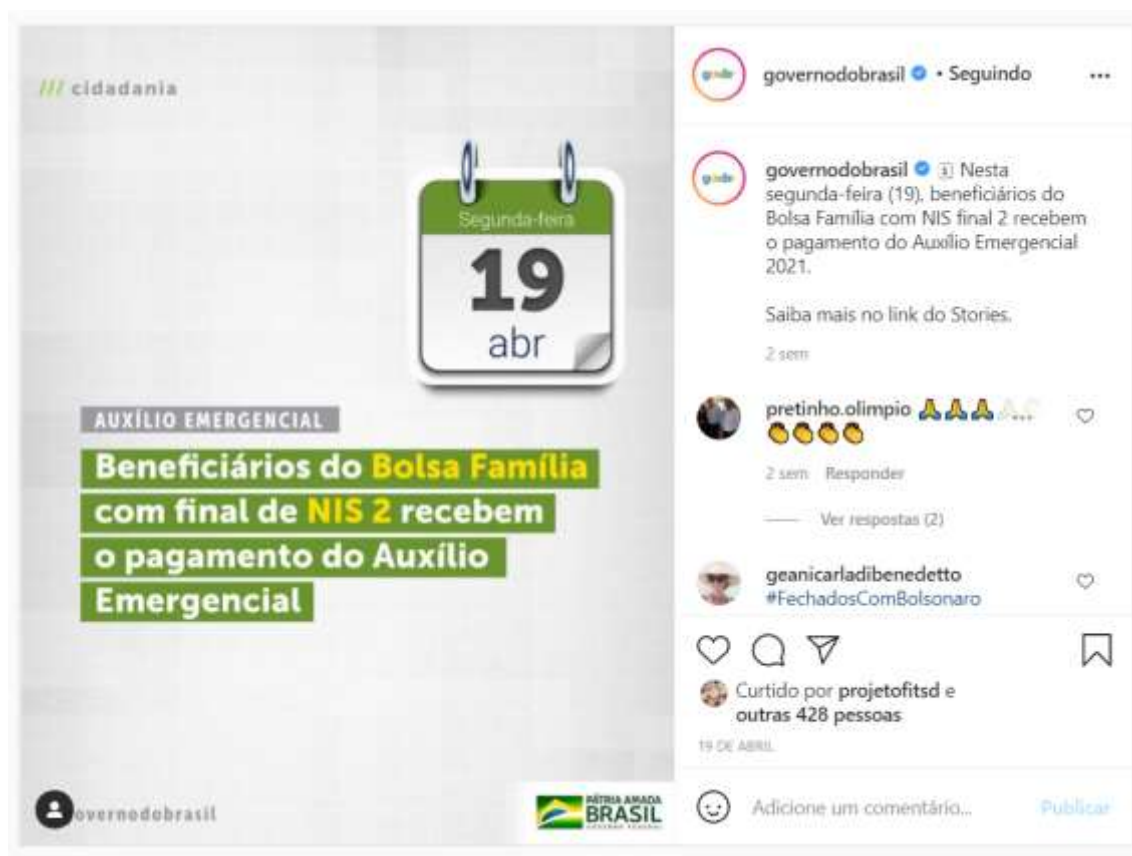 /// cidadania
Segunda-feira
19
abr
AUXÍLIO EMERGENCIAL
Beneficiários do Bolsa Família
com final de NIS 2 recebem
o pagamento do Auxílio
Emergencial
overnodobrasil
PÁTRIA AMADA
BRASIL
GOVERNO FEDERAL
governodobrasil • Seguindo
governodobrasil Nesta
segunda-feira (19), beneficiários do
Bolsa Família com NIS final 2 recebem
o pagamento do Auxílio Emergencial
2021.
Saiba mais no link do Stories.
2 sem
pretinho.olimpio 🙏🙏🙏🙏...
👏👏👏👏
2 sem Responder
Ver respostas (2)
geanicarladibenedetto
#FechadosComBolsonaro
Curtido por projetofitsd e
outras 428 pessoas
19 DE ABRIL
Adicione um comentário... Publicar